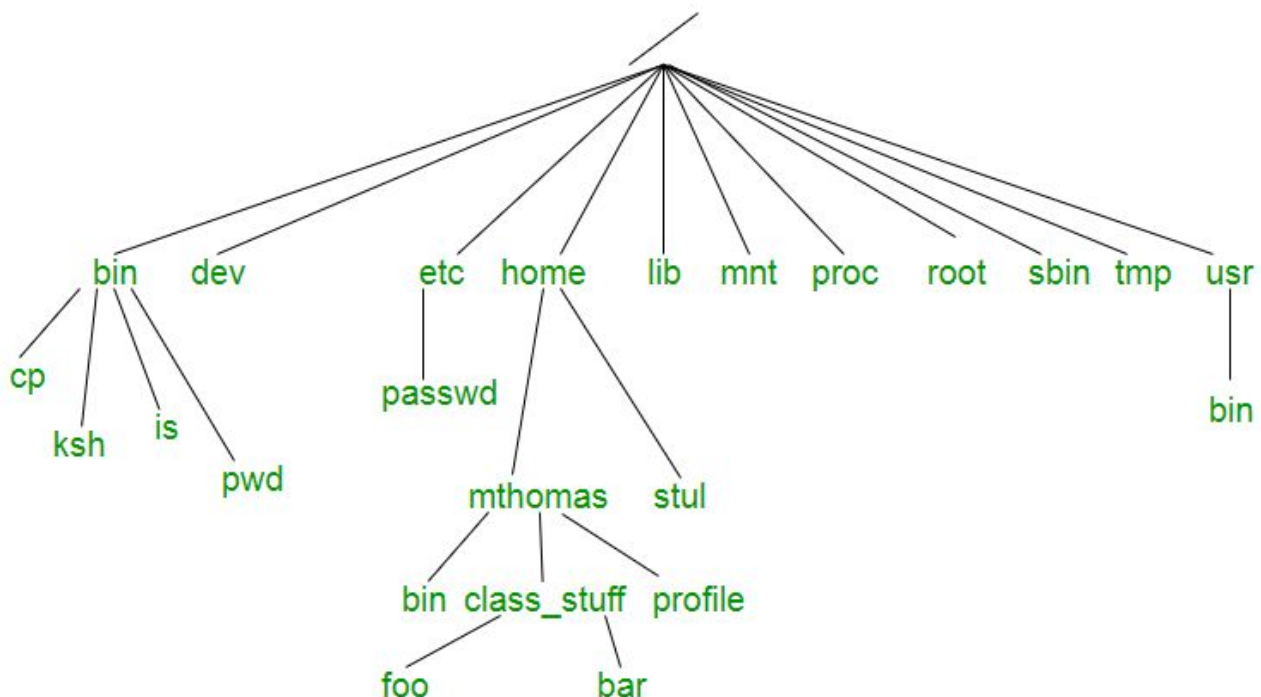 /
bin dev etc home lib mnt proc root sbin tmp usr
cp
passwd
bin
ksh
is
pwd
mthomas stul
bin class_stuff profile
foo bar